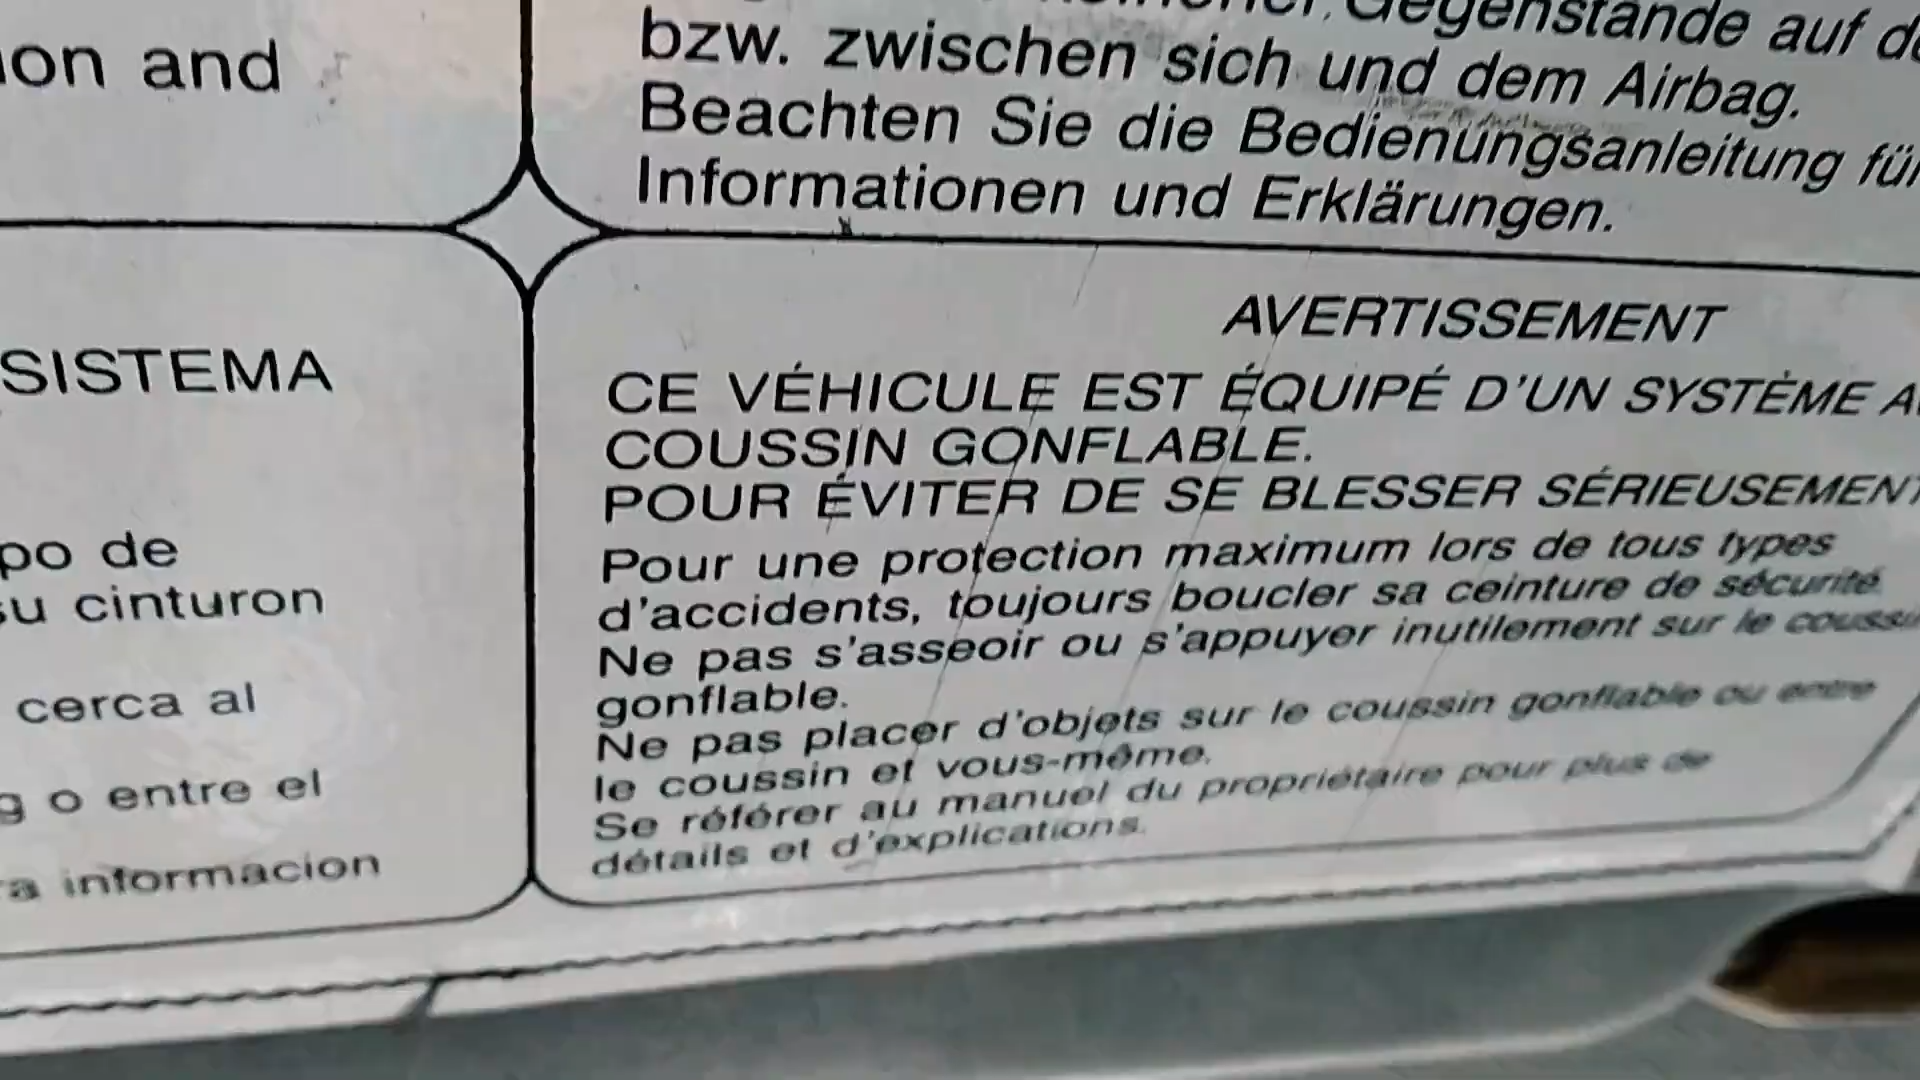 and
Gegenstände auf
bzw. zwischen sich und dem Airbag.
Beachten Sie die Bedienungsanleitung für
Informationen und Erklärungen.
SISTEMA
de
su cinturon
cerca al
o entre el
informacion
AVERTISSEMENT
CE VÉHICULE EST ÉQUIPÉ D'UN SYSTÈME
COUSSIN GONFLABLE.
POUR ÉVITER DE SE BLESSER SÉRIEUSEMENT
Pour une protection maximum lors de tous types
d'accidents, toujours boucler sa ceinture de sécurité.
Ne pas s'asseoir ou s'appuyer inutilement sur le coussin
gonflable.
Ne pas placer d'objets sur le coussin gonflable ou entre
le coussin et vous-même.
Se référer au manuel du propriétaire pour plus de
détails et d'explications.